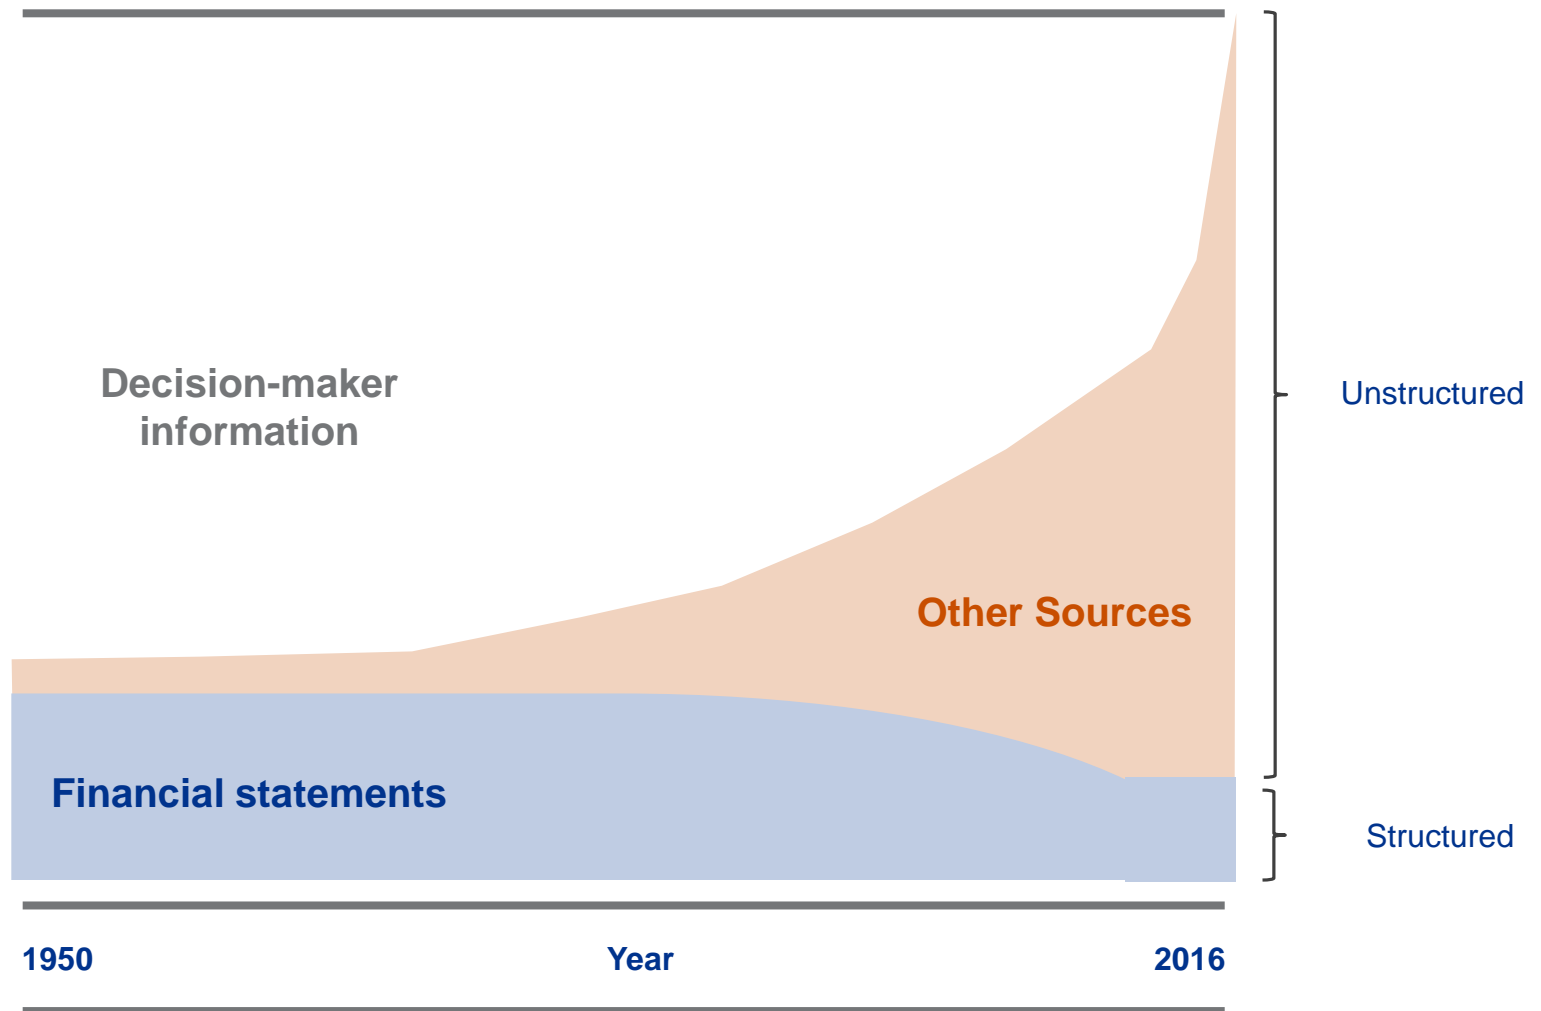 Decision-maker
information
Unstructured
Other Sources
Financial statements
Structured
1950 Year 2016